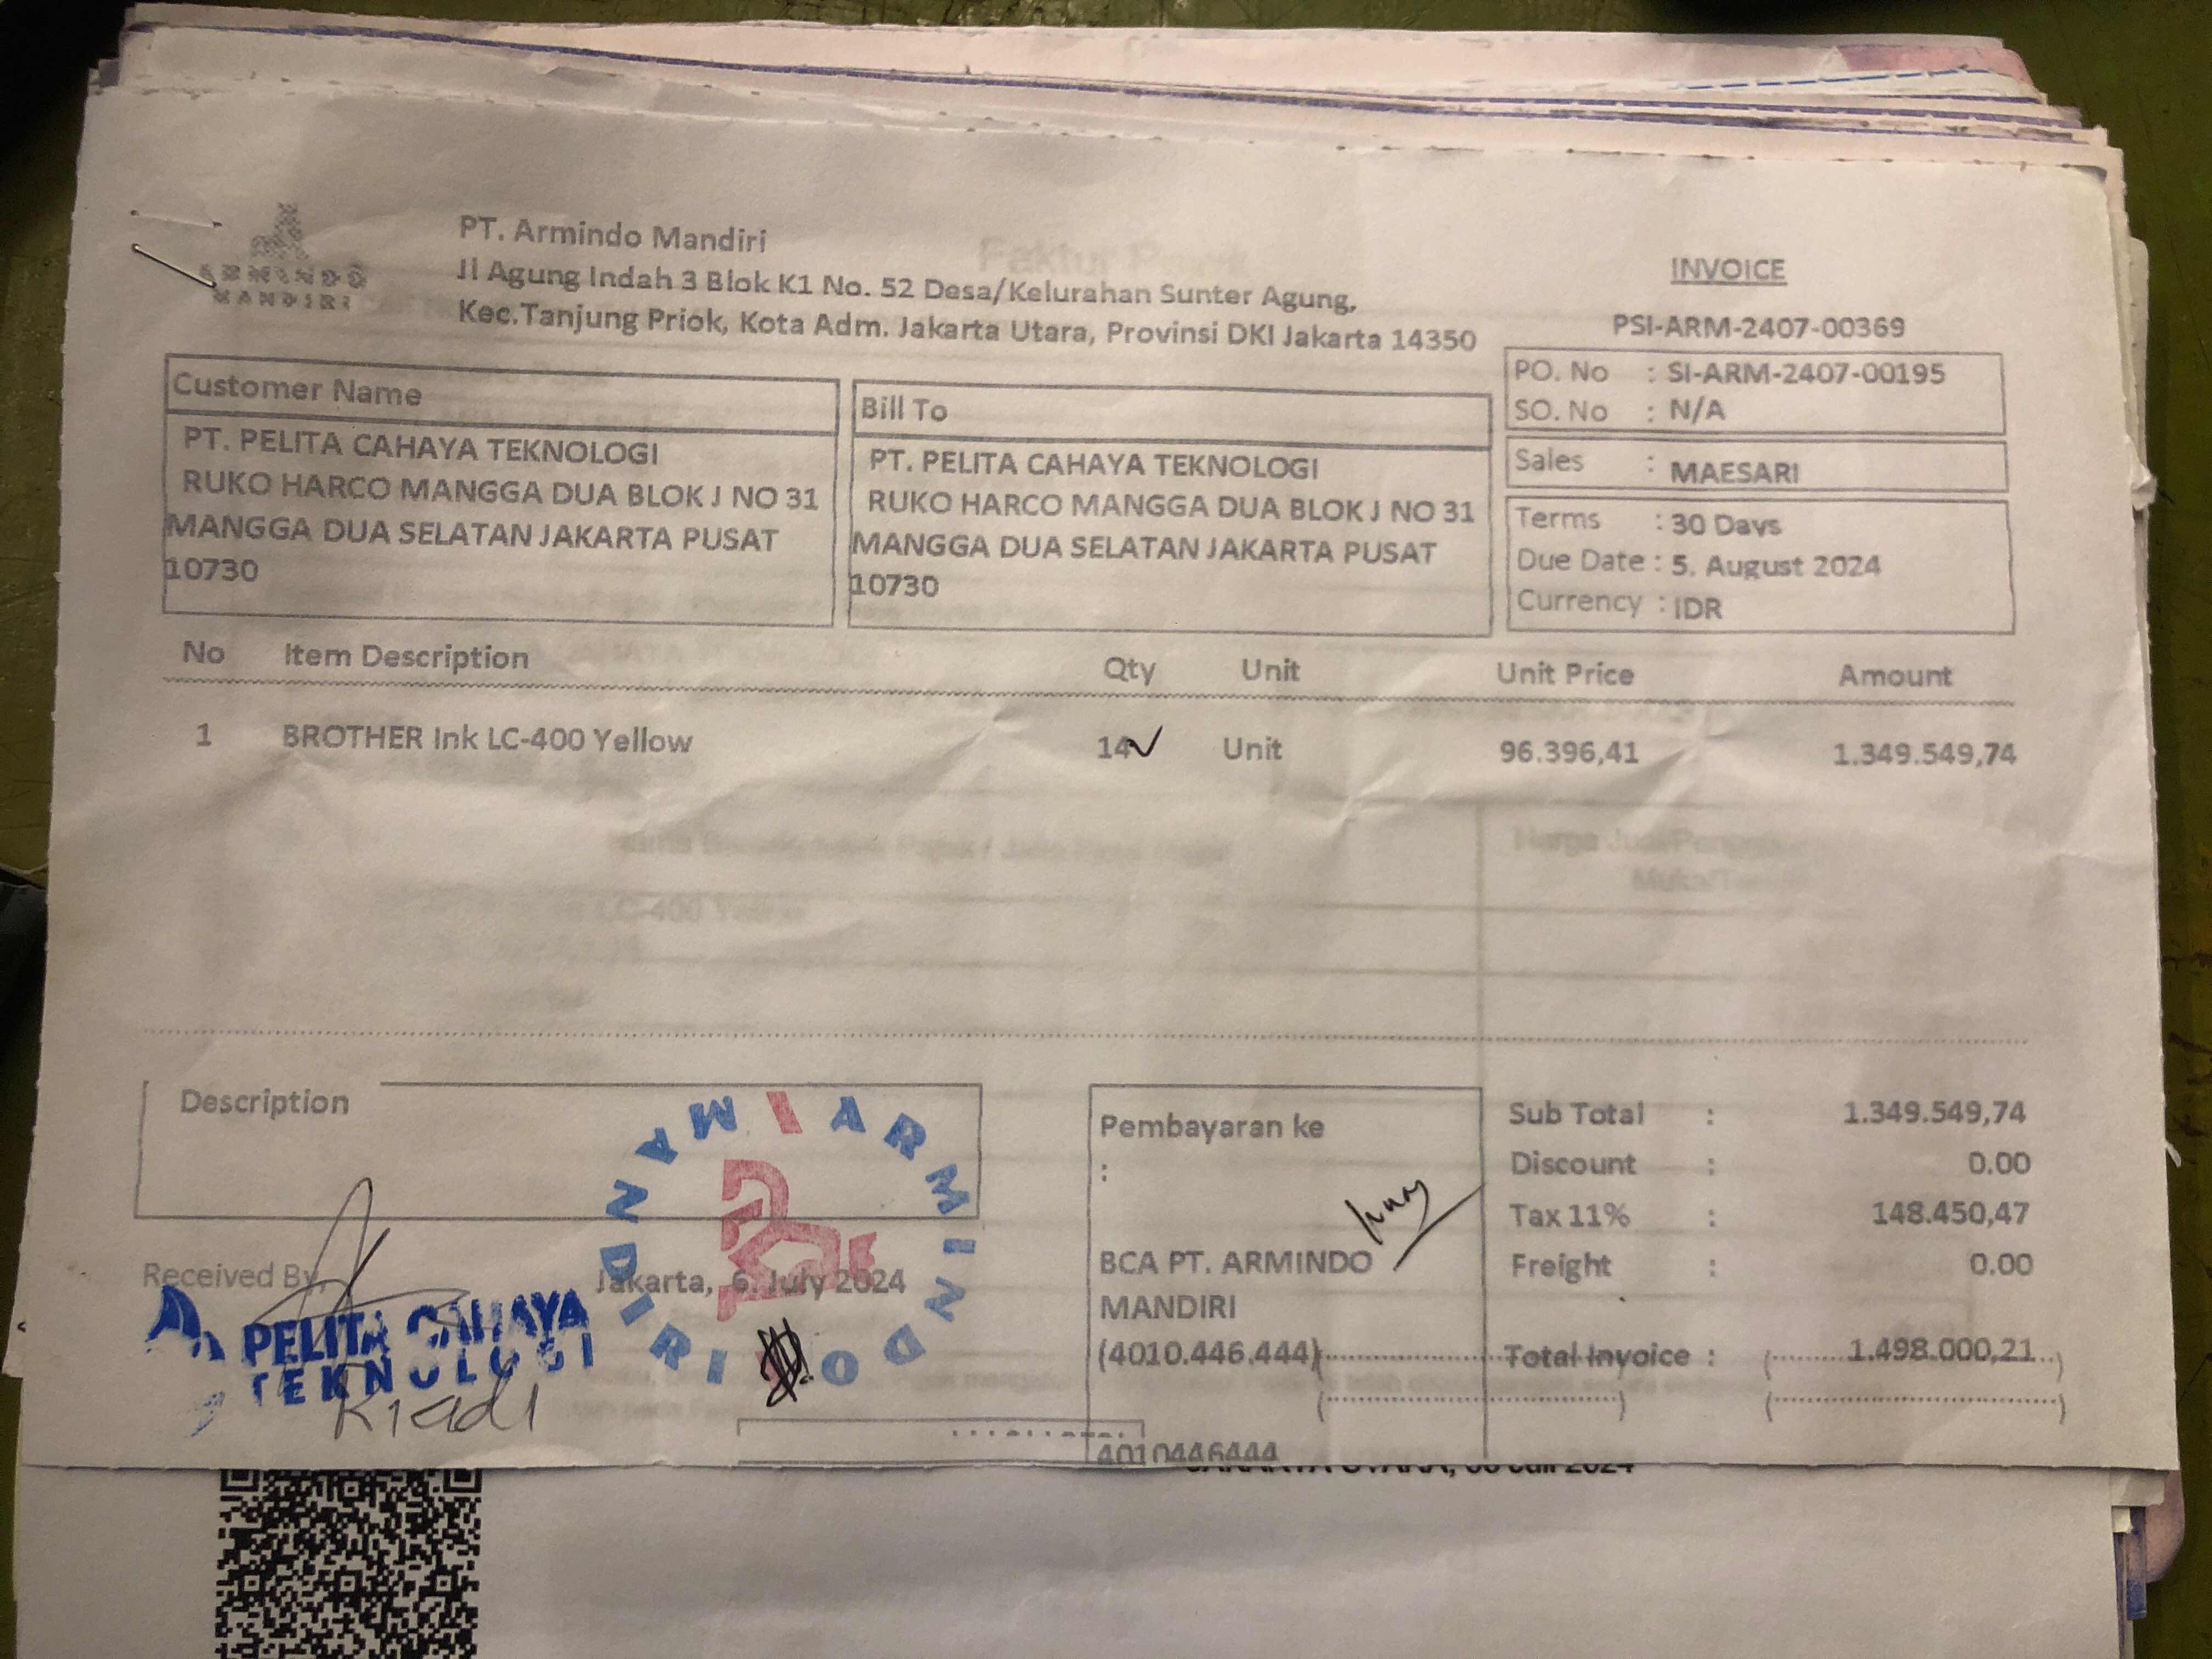 ARMINDO
MANDIRI
PT. Armindo Mandiri
Jl Agung Indah 3 Blok K1 No. 52 Desa/Kelurahan Sunter Agung,
Kec.Tanjung Priok, Kota Adm. Jakarta Utara, Provinsi DKI Jakarta 14350
INVOICE
PSI-ARM-2407-00369
PO. No : SI-ARM-2407-00195
SO. No : N/A
Sales : MAESARI
Terms : 30 Days
Due Date : 5. August 2024
Currency : IDR
Customer Name
PT. PELITA CAHAYA TEKNOLOGI
RUKO HARCO MANGGA DUA BLOK J NO 31
MANGGA DUA SELATAN JAKARTA PUSAT
10730
Bill To
PT. PELITA CAHAYA TEKNOLOGI
RUKO HARCO MANGGA DUA BLOK J NO 31
MANGGA DUA SELATAN JAKARTA PUSAT
10730
No Item Description Qty Unit Unit Price Amount
1 BROTHER Ink LC-400 Yellow 14 Unit 96.396,41 1.349.549,74
Description
Received By,
PELITA CAHAYA
TEKNOLOGI
Riadi
Jakarta, 6. July 2024
ARMINDO MANDIRI
Pembayaran ke
:
BCA PT. ARMINDO
MANDIRI
(4010.446.444)
4010446444
Sub Total : 1.349.549,74
Discount : 0.00
Tax 11% : 148.450,47
Freight : 0.00
Total Invoice : 1.498.000,21